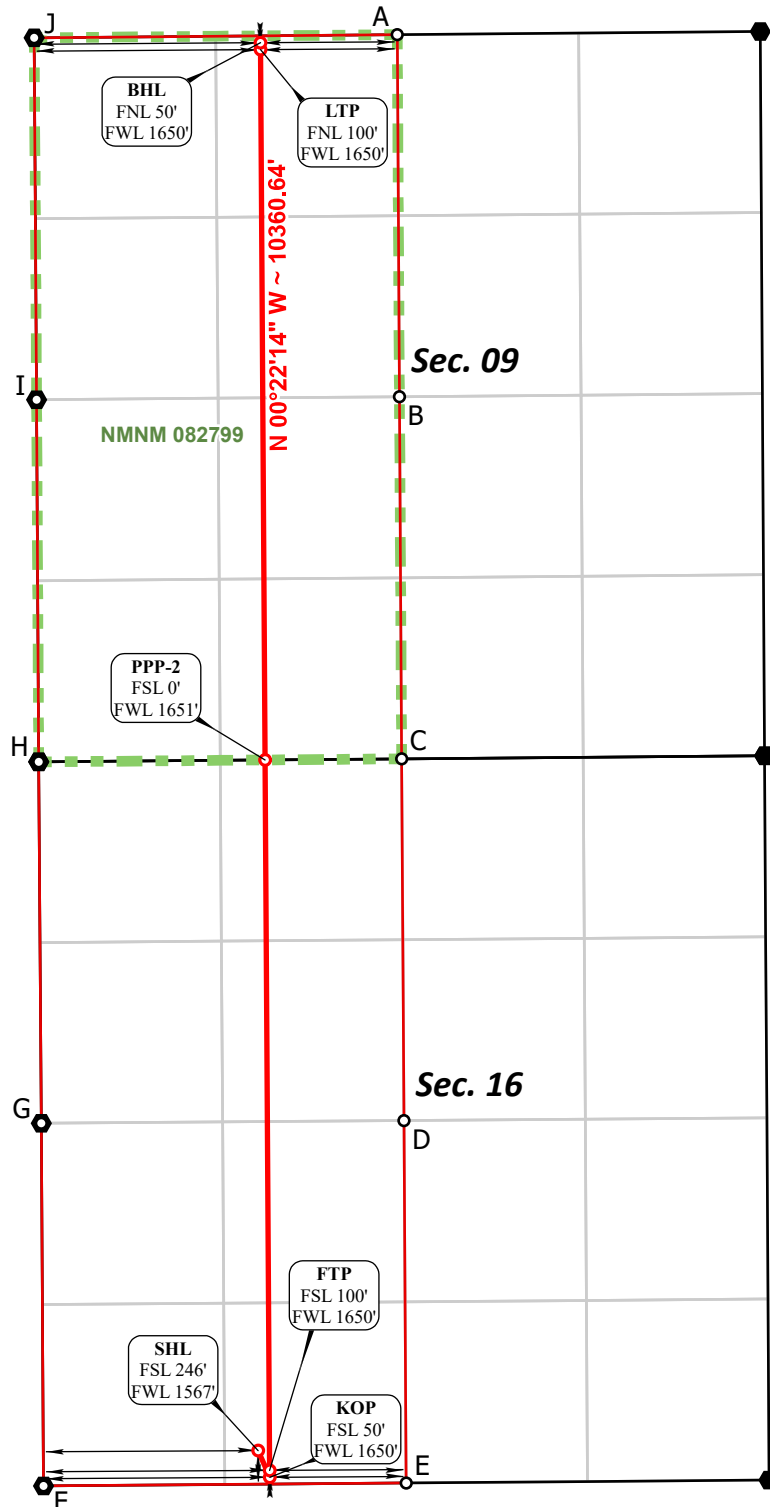 J
A
BHL
FNL 50'
FWL 1650'
LTP
FNL 100'
FWL 1650'
N 00°22'14" W ~ 10360.64'
Sec. 09
I
B
NMNM 082799
PPP-2
FSL 0'
FWL 1651'
H
C
Sec. 16
G
D
FTP
FSL 100'
FWL 1650'
SHL
FSL 246'
FWL 1567'
KOP
FSL 50'
FWL 1650'
E
F